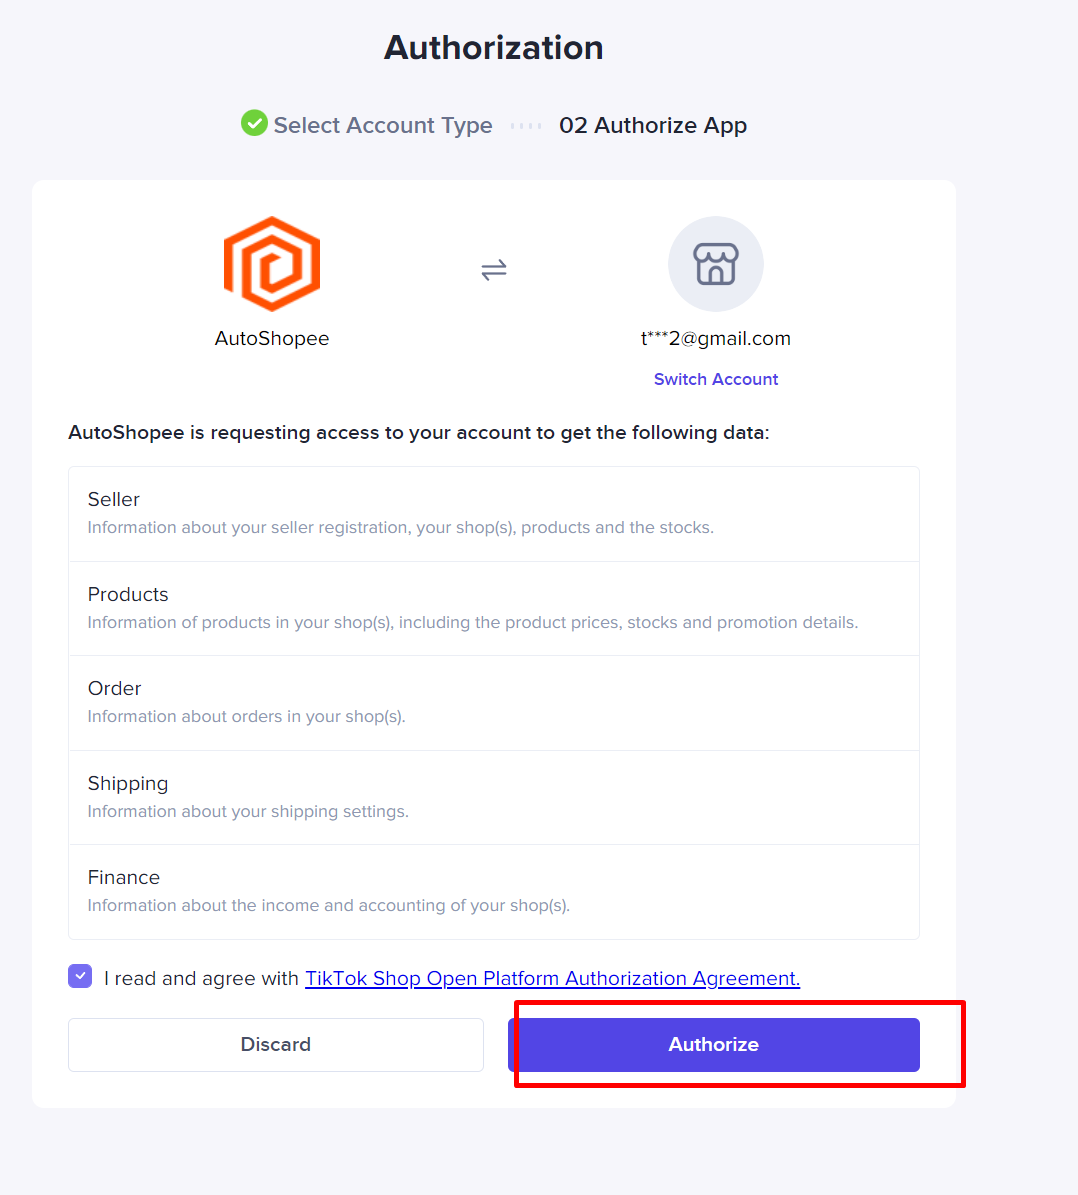 Authorization
Select Account Type
02 Authorize App
AutoShopee
t***2@gmail.com
Switch Account
AutoShopee is requesting access to your account to get the following data:
Seller
Information about your seller registration, your shop(s), products and the stocks.
Products
Information of products in your shop(s), including the product prices, stocks and promotion details.
Order
Information about orders in your shop(s).
Shipping
Information about your shipping settings.
Finance
Information about the income and accounting of your shop(s).
I read and agree with TikTok Shop Open Platform Authorization Agreement.
Discard
Authorize